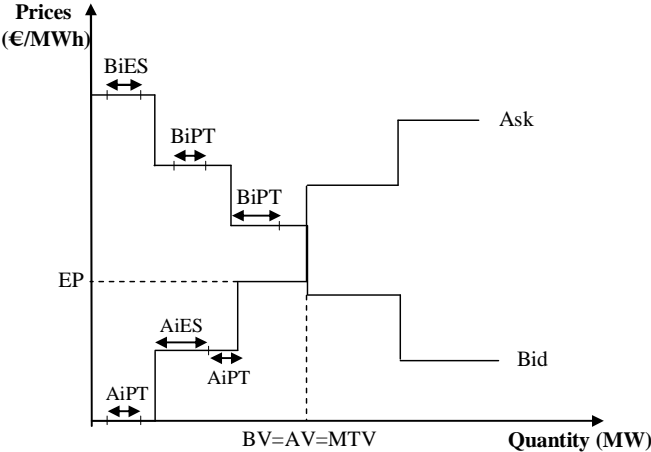 Prices
(€/MWh)
BiES
Ask
BiPT
BiPT
EP
AiES
AiPT
Bid
AiPT
BV=AV=MTV
Quantity (MW)